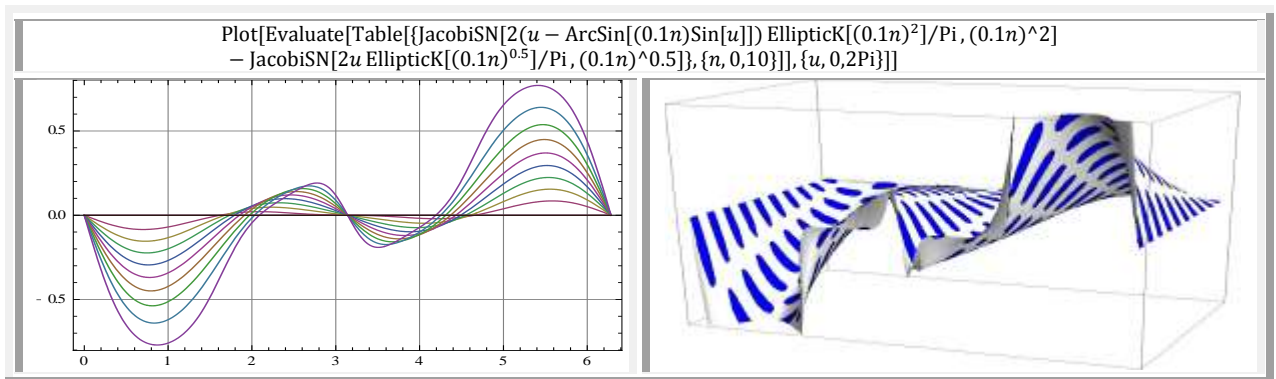 Plot[Evaluate[Table[{JacobiSN[2(u − ArcSin[(0.1n)Sin[u]]) EllipticK[(0.1n)²]/Pi , (0.1n)^2]
− JacobiSN[2u EllipticK[(0.1n)^0.5]/Pi , (0.1n)^0.5]}, {n, 0,10}]], {u, 0,2Pi}]]
0.5
0.0
- 0.5
0 1 2 3 4 5 6